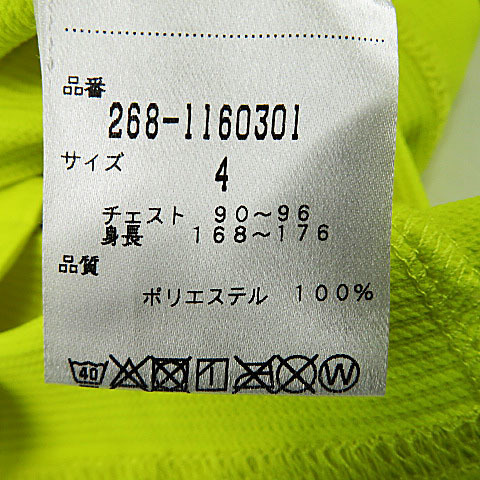 品番
268-1160301
サイズ
4
チェスト 90~96
身長 168~176
品質
ポリエステル 100%
40 W